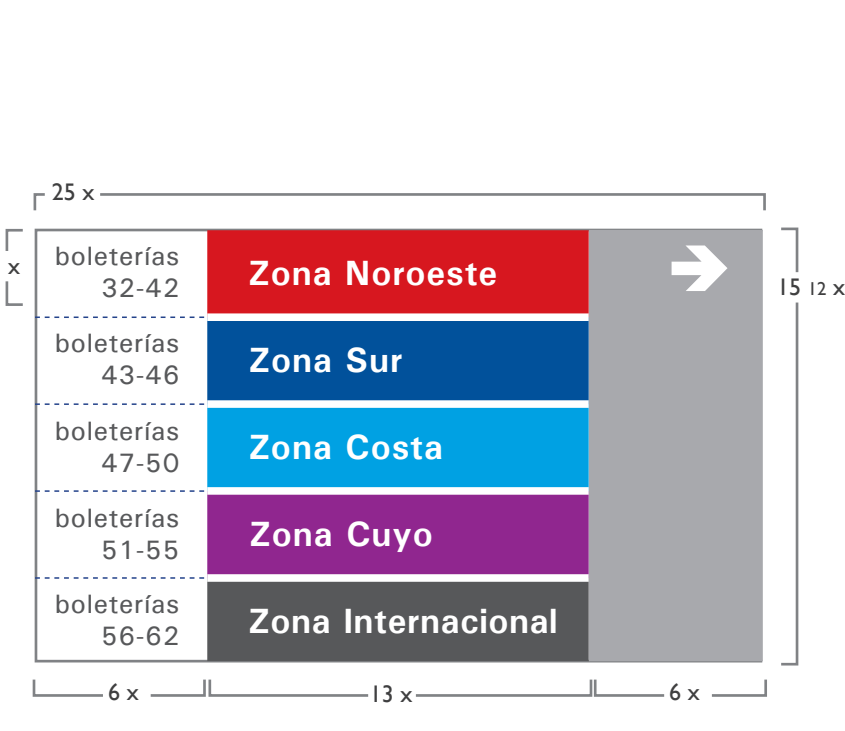 25 x
x
boleterías
32-42
Zona Noroeste
15 12 x
boleterías
43-46
Zona Sur
boleterías
47-50
Zona Costa
boleterías
51-55
Zona Cuyo
boleterías
56-62
Zona Internacional
6 x
13 x
6 x